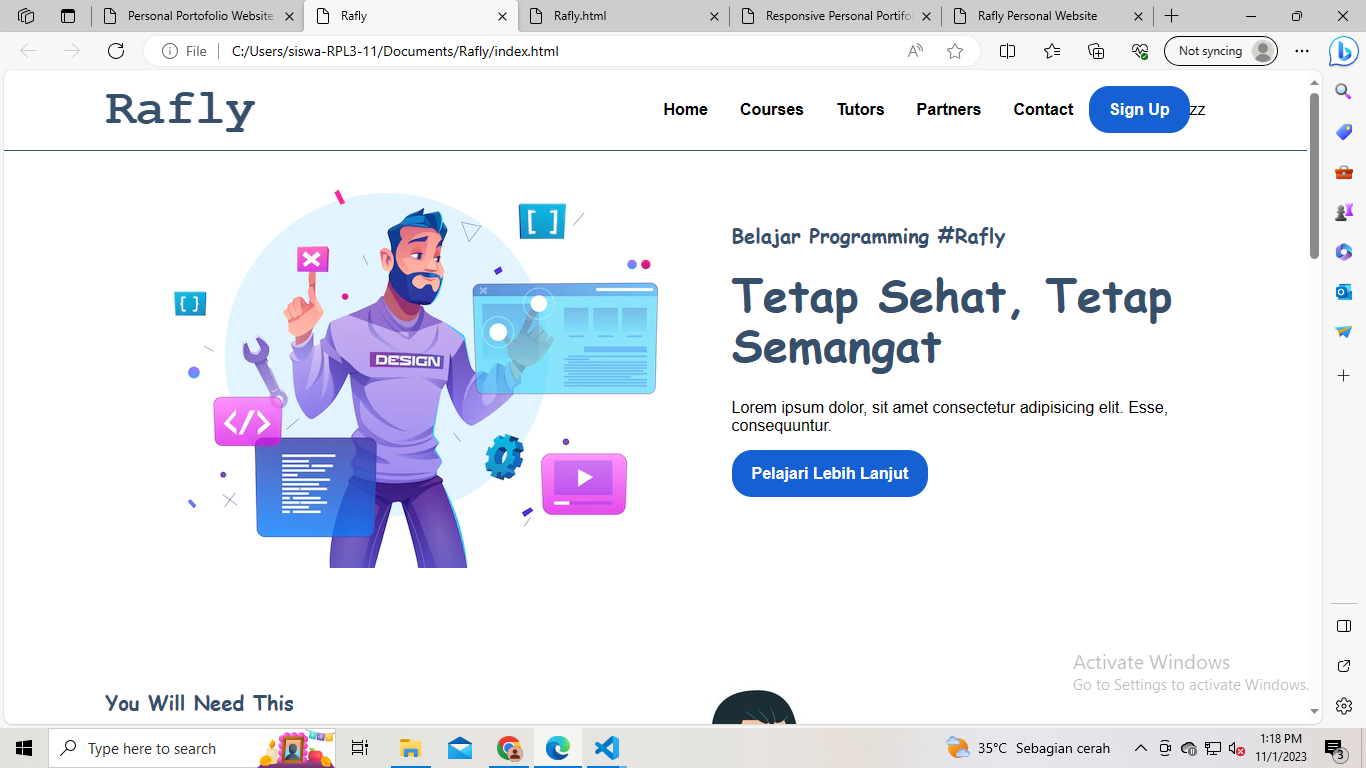 Personal Portofolio Website
Rafly
Rafly.html
Responsive Personal Portifol
Rafly Personal Website
File
C:/Users/siswa-RPL3-11/Documents/Rafly/index.html
Not syncing
Rafly
Home
Courses
Tutors
Partners
Contact
Sign Up
zz
[ ]
[ ]
DESIGN
</>
Belajar Programming #Rafly
Tetap Sehat, Tetap
Semangat
Lorem ipsum dolor, sit amet consectetur adipisicing elit. Esse,
consequuntur.
Pelajari Lebih Lanjut
You Will Need This
Activate Windows
Go to Settings to activate Windows.
Type here to search
35°C Sebagian cerah
1:18 PM
11/1/2023
3